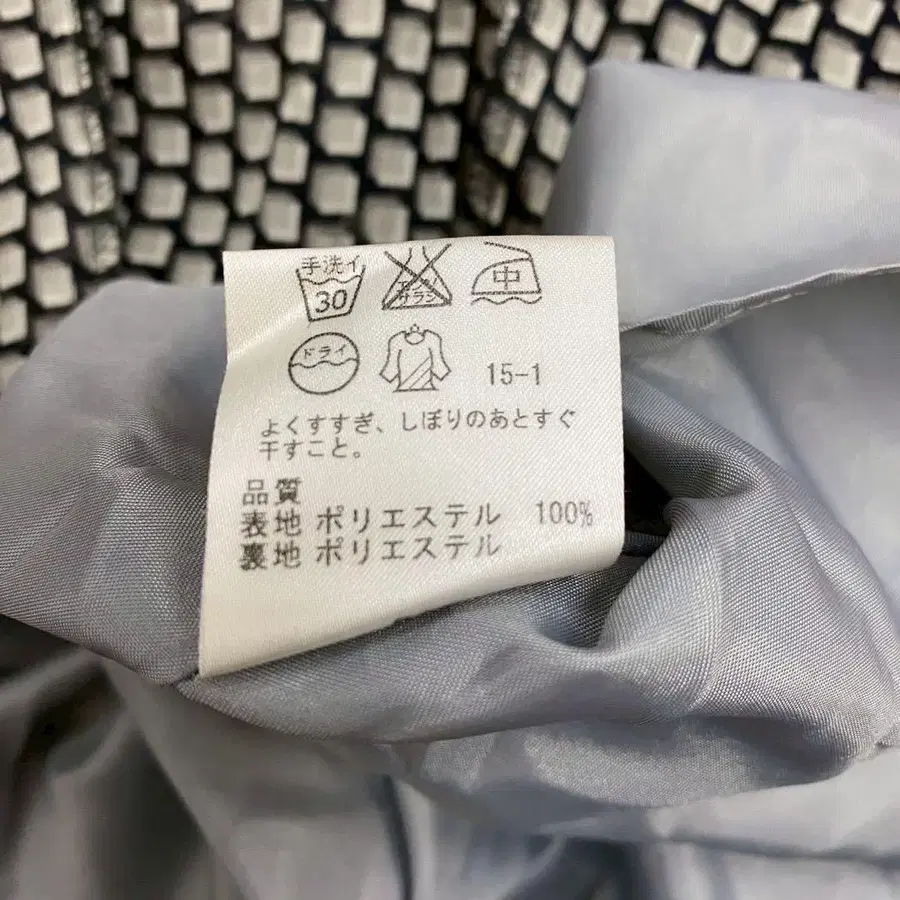 手洗イ
30
エンソ
サラシ
中
ドライ
15-1
よくすすぎ、しぼりのあとすぐ
干すこと。
品質
表地 ポリエステル 100%
裏地 ポリエステル